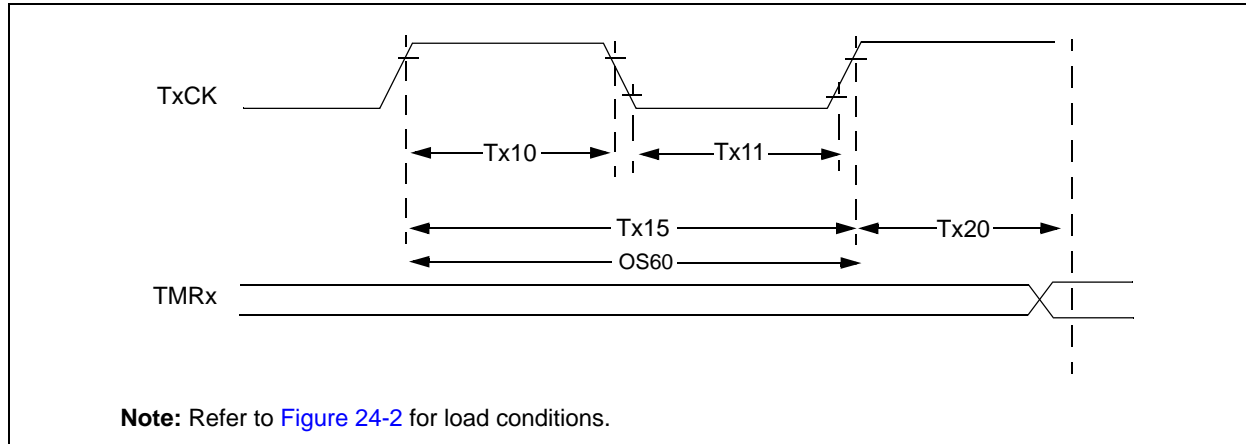 TxCK
Tx10
Tx11
Tx15
Tx20
OS60
TMRx
Note: Refer to Figure 24-2 for load conditions.